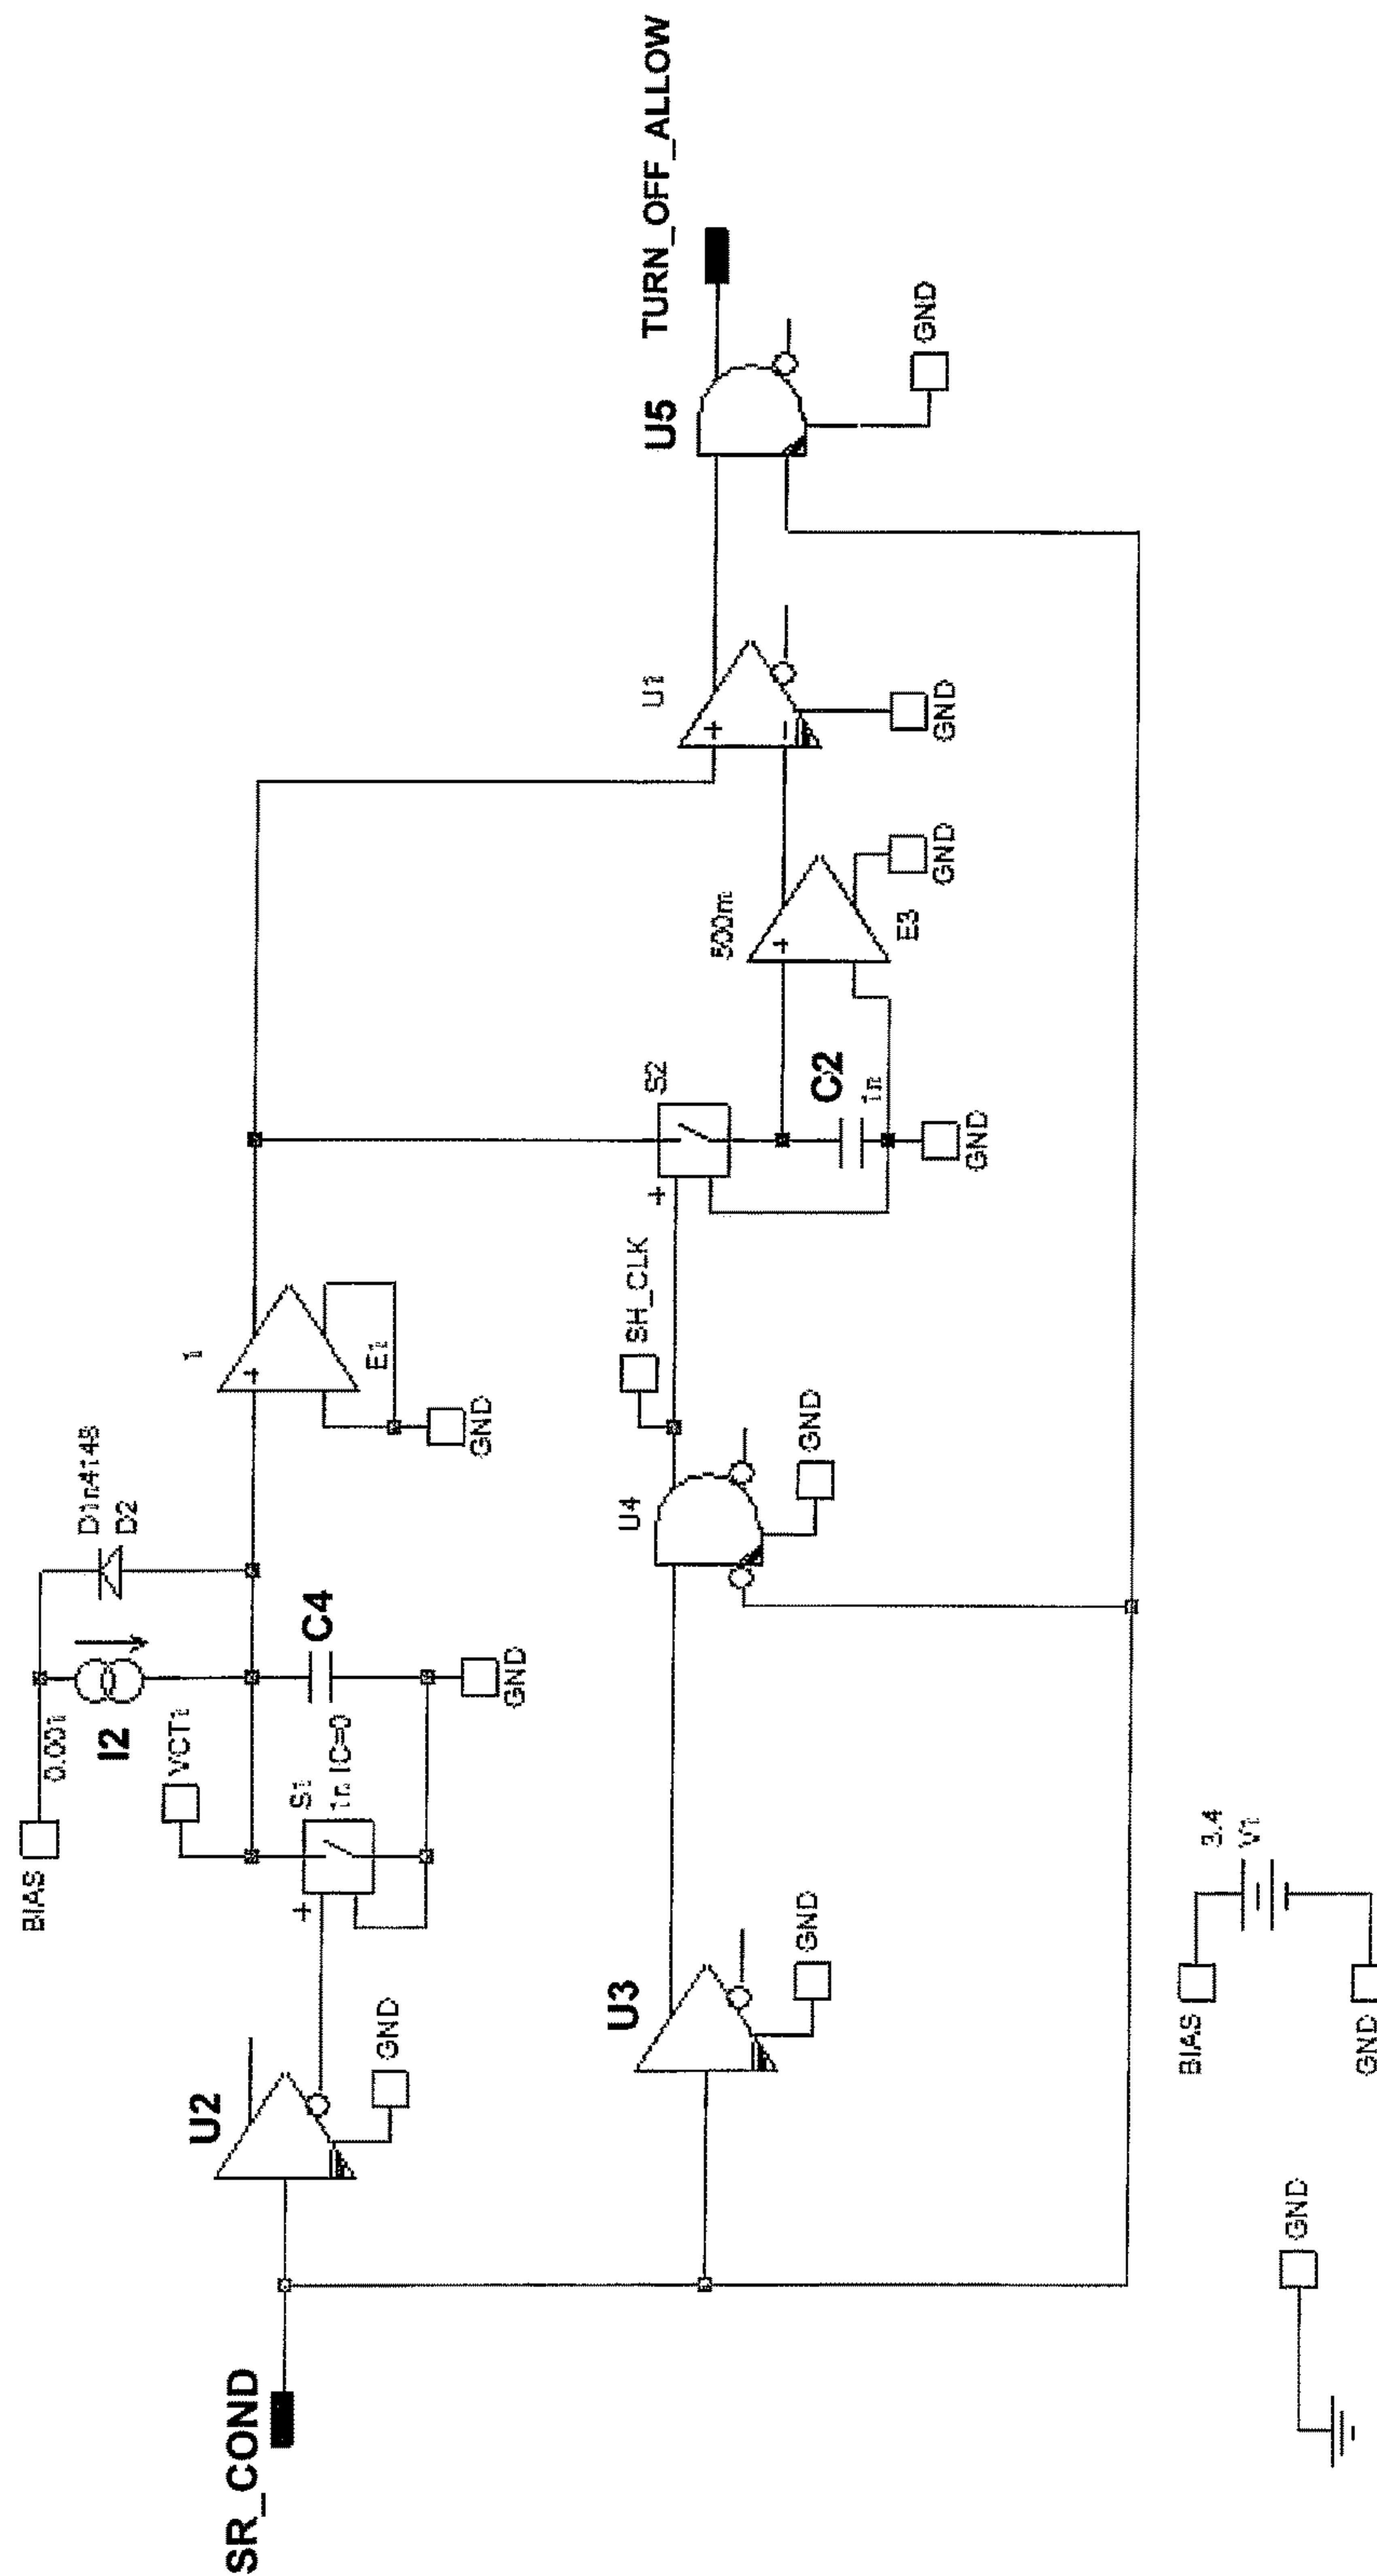 SR_COND
U2
GND
BIAS
0.001
I2
VCT1
S1
1n IC=0
+
C4
GND
D1n4148
D2
1
+
E1
GND
U3
GND
U4
GND
SH_CLK
S2
+
C2
1n
GND
500m
+
E3
GND
U1
+
−
GND
U5
GND
TURN_OFF_ALLOW
BIAS
3.4
V1
GND
GND